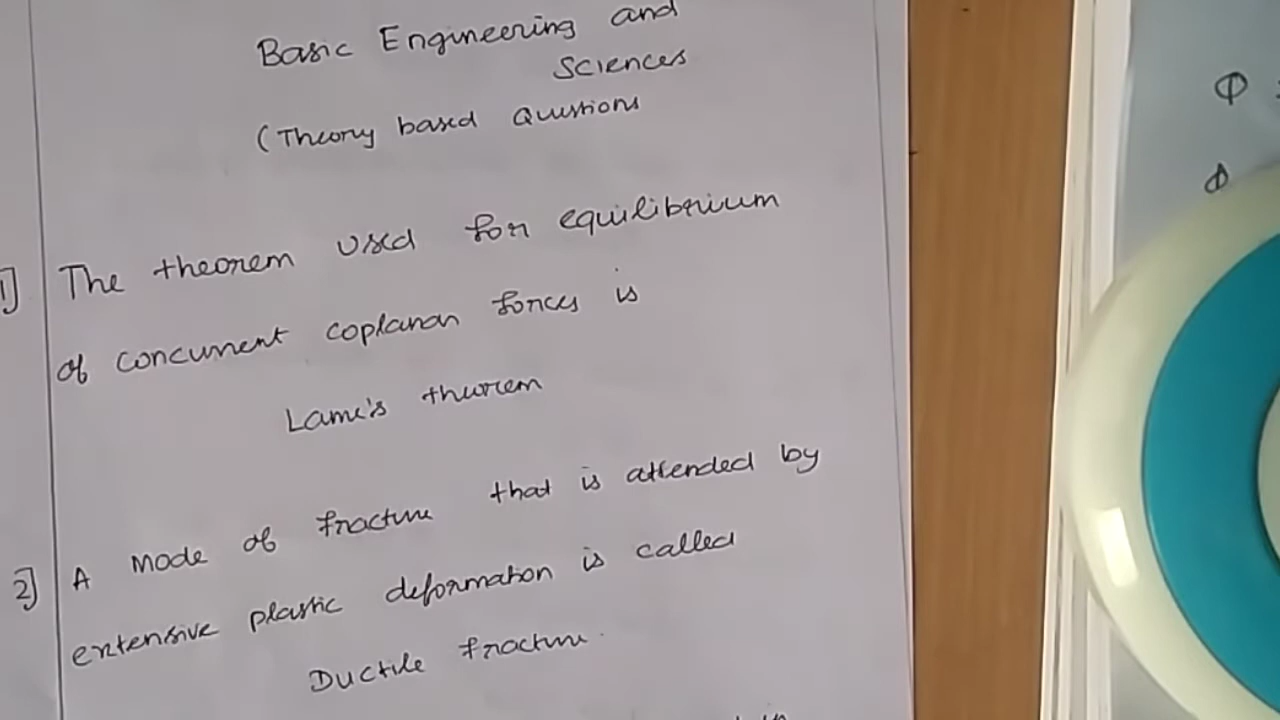 Basic Engineering and
Sciences
(Theory based Questions
1] The theorem used for equilibrium
of concurrent coplanar forces is
Lame's theorem
2] A mode of fracture that is attended by
extensive plastic deformation is called
Ductile fracture.